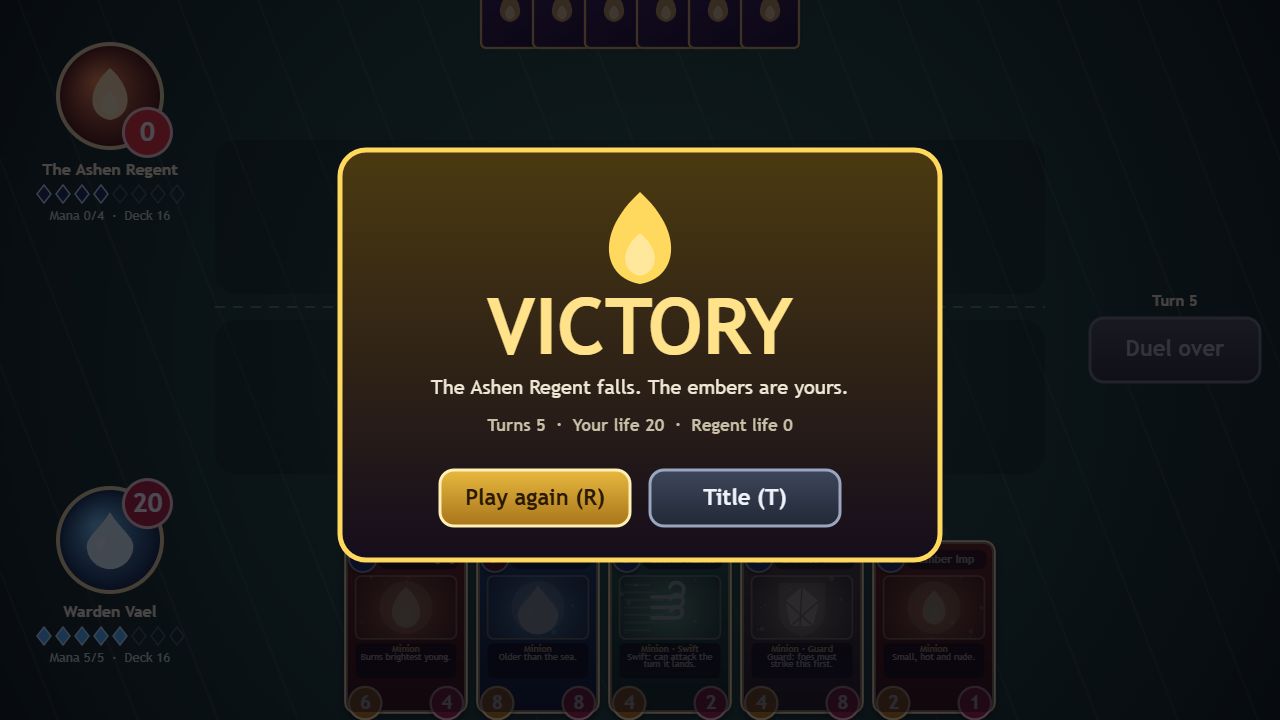 0
The Ashen Regent
Mana 0/4 · Deck 16
VICTORY
The Ashen Regent falls. The embers are yours.
Turns 5 · Your life 20 · Regent life 0
Play again (R)
Title (T)
Turn 5
Duel over
20
Warden Vael
Mana 5/5 · Deck 16
Minion
Burns brightest young.
6
4
Minion
Older than the sea.
8
8
Minion · Swift
Swift: can attack the
turn it lands.
4
2
Minion · Guard
Guard: foes must
strike this first.
4
8
Imp
Minion
Small, hot and rude.
2
1